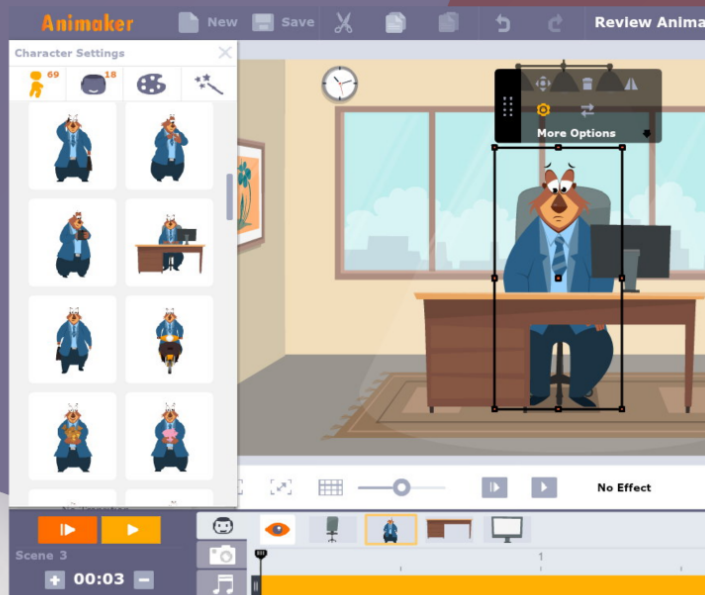 Animaker
New
Save
Review Anima
Character Settings
69
18
More Options
No Effect
Scene 3
1
00:03